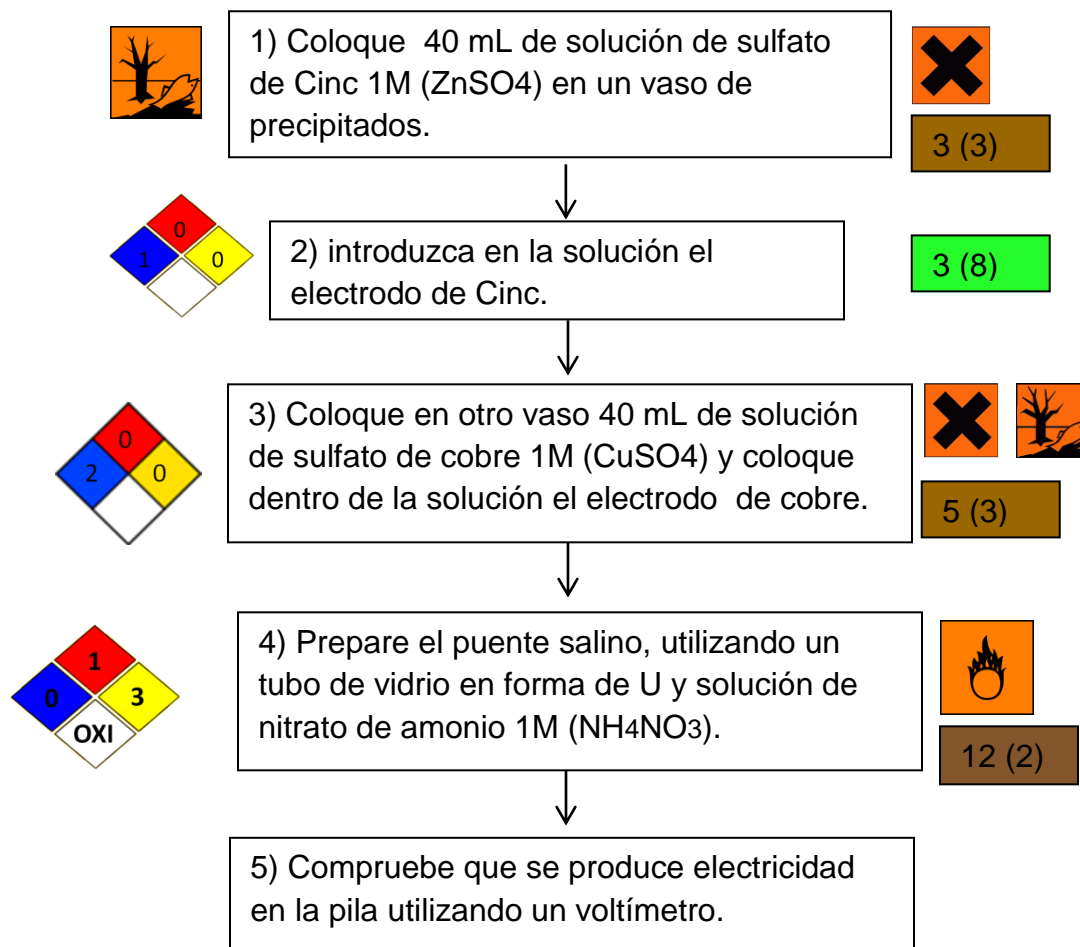 1) Coloque 40 mL de solución de sulfato
de Cinc 1M (ZnSO4) en un vaso de
precipitados.
3 (3)
0
1
0
2) introduzca en la solución el
electrodo de Cinc.
3 (8)
0
2
0
3) Coloque en otro vaso 40 mL de solución
de sulfato de cobre 1M (CuSO4) y coloque
dentro de la solución el electrodo de cobre.
5 (3)
1
0
3
OXI
4) Prepare el puente salino, utilizando un
tubo de vidrio en forma de U y solución de
nitrato de amonio 1M (NH4NO3).
12 (2)
5) Compruebe que se produce electricidad
en la pila utilizando un voltímetro.